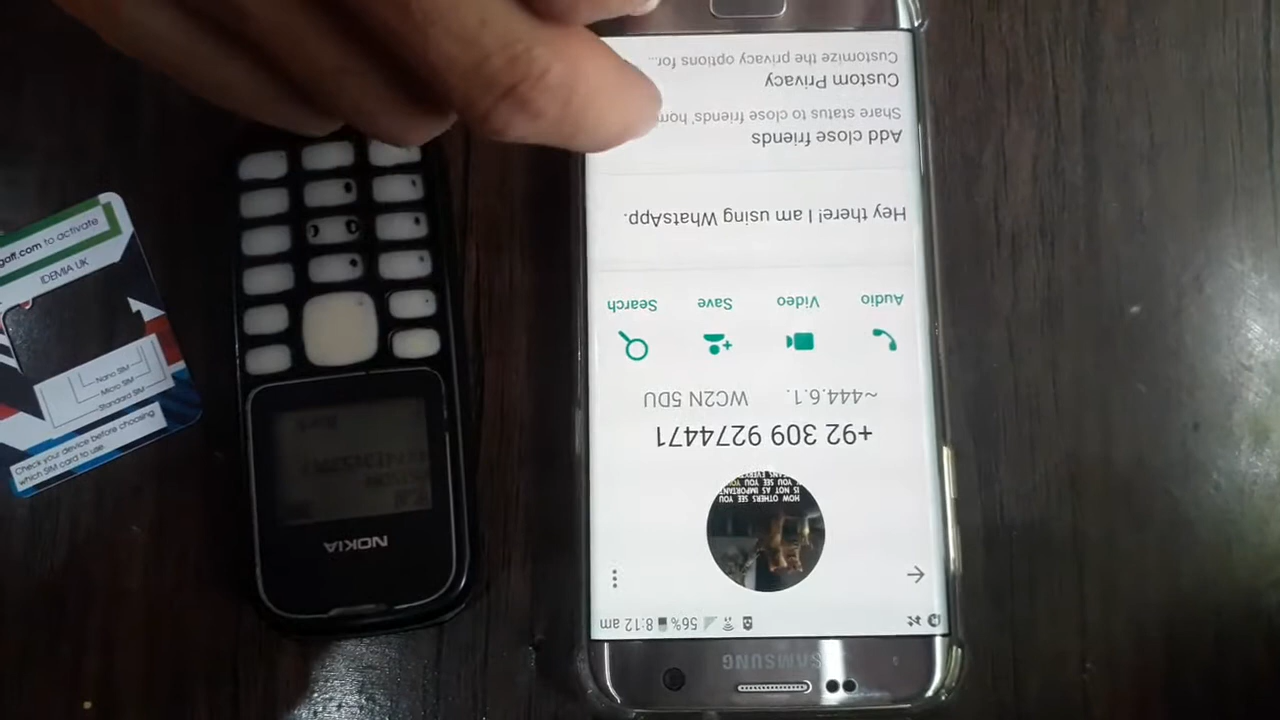 SAMSUNG
56% 8:12 am
HOW OTHERS SEE YOU
IS NOT AS IMPORTANT
+92 309 9274471
~444.6.1. WC2N 5DU
Audio Video Save Search
Hey there! I am using WhatsApp.
Add close friends
Share status to close friends' hom
Custom Privacy
Customize the privacy options for...
NOKIA
gaff.com to activate
IDEMIA UK
Nano SIM
Micro SIM
Standard SIM
Check your device before choosing
which SIM card to use.